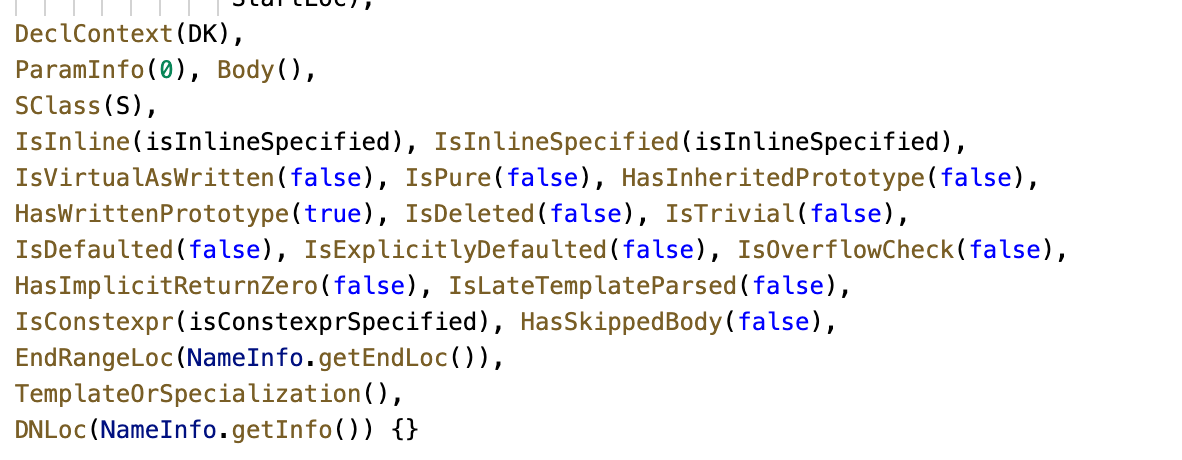 StartLoc),
DeclContext(DK),
ParamInfo(0), Body(),
SClass(S),
IsInline(isInlineSpecified), IsInlineSpecified(isInlineSpecified),
IsVirtualAsWritten(false), IsPure(false), HasInheritedPrototype(false),
HasWrittenPrototype(true), IsDeleted(false), IsTrivial(false),
IsDefaulted(false), IsExplicitlyDefaulted(false), IsOverflowCheck(false),
HasImplicitReturnZero(false), IsLateTemplateParsed(false),
IsConstexpr(isConstexprSpecified), HasSkippedBody(false),
EndRangeLoc(NameInfo.getEndLoc()),
TemplateOrSpecialization(),
DNLoc(NameInfo.getInfo()) {}